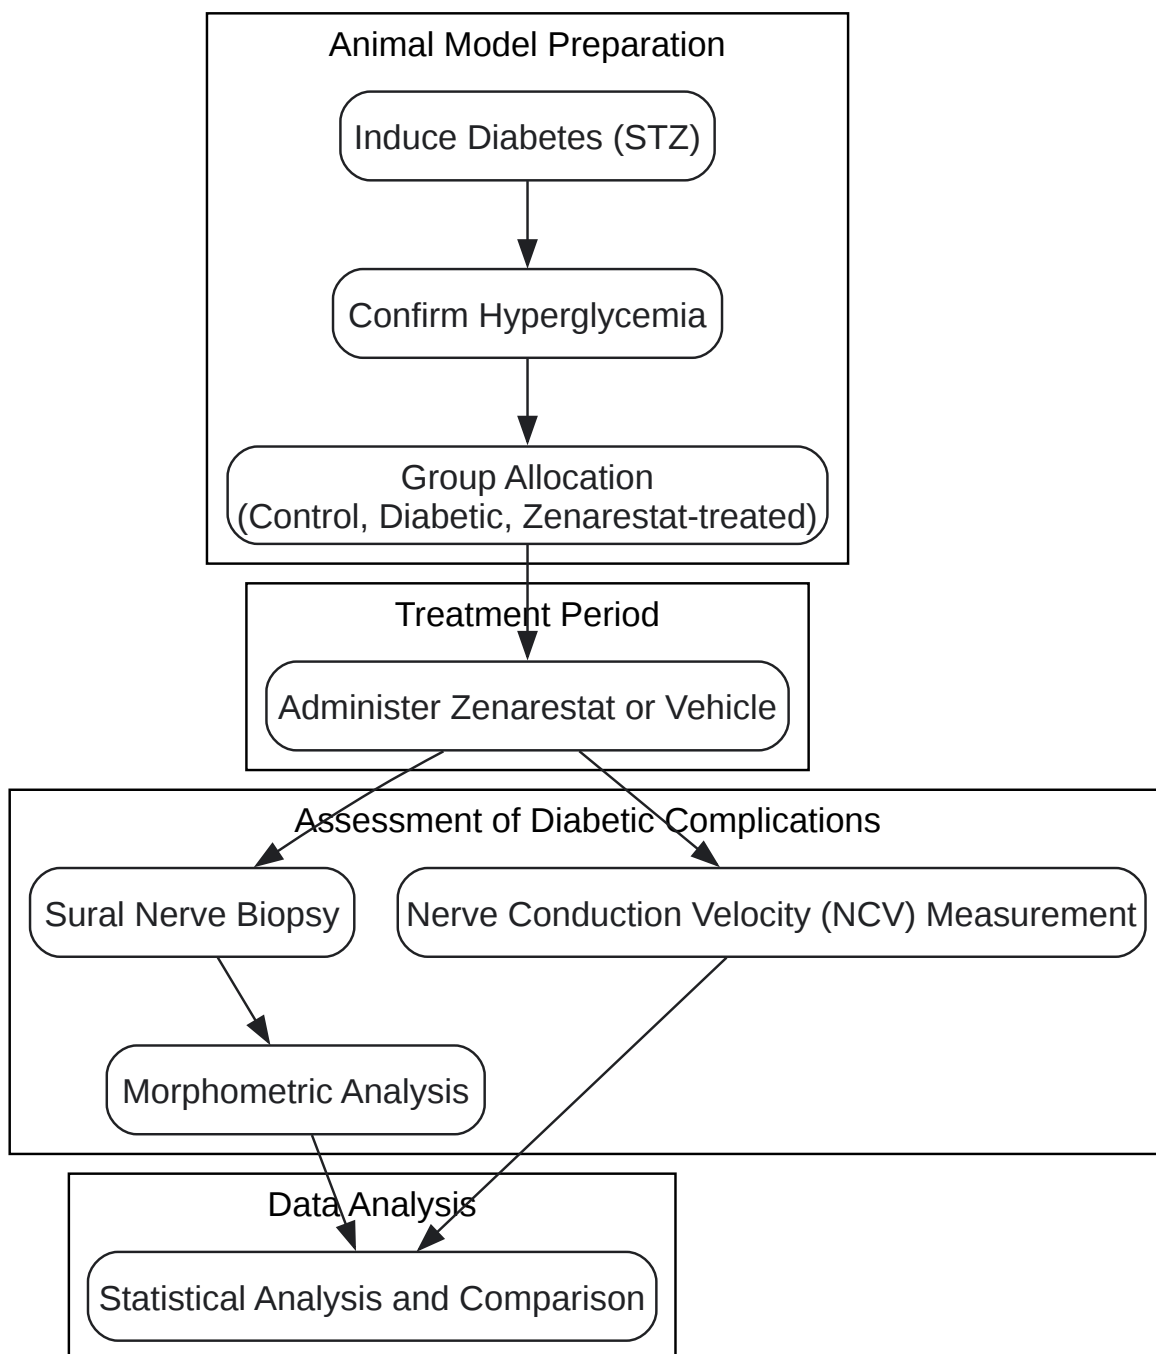 Animal Model Preparation
Induce Diabetes (STZ)
Confirm Hyperglycemia
Group Allocation
(Control, Diabetic, Zenarestat-treated)
Treatment Period
Administer Zenarestat or Vehicle
Assessment of Diabetic Complications
Sural Nerve Biopsy
Nerve Conduction Velocity (NCV) Measurement
Morphometric Analysis
Data Analysis
Statistical Analysis and Comparison